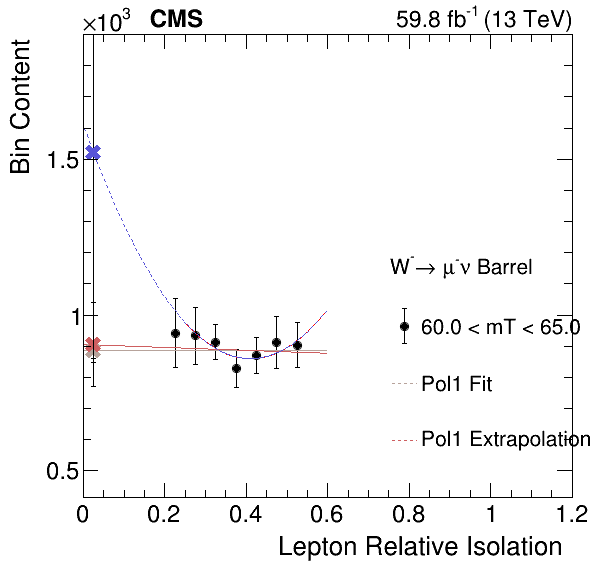 ×10³ CMS 59.8 fb⁻¹ (13 TeV)
Bin Content
1.5
1
0.5
W⁻→ μ⁻ν Barrel
60.0 < mT < 65.0
Pol1 Fit
Pol1 Extrapolation
0 0.2 0.4 0.6 0.8 1 1.2
Lepton Relative Isolation